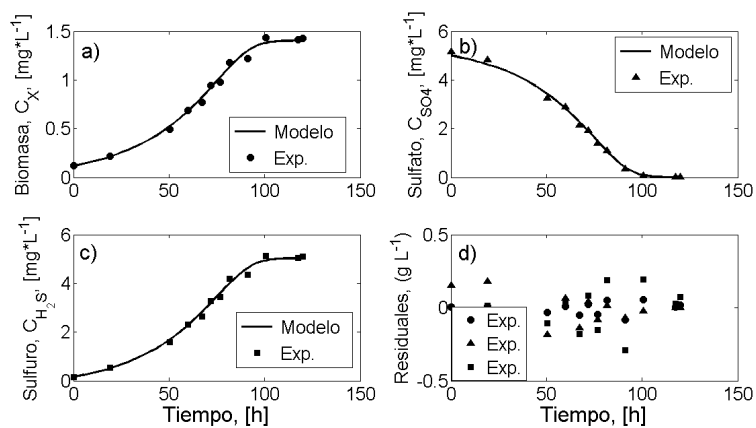 a)
Biomasa, C_X, [mg*L^-1]
1.5
1
0.5
0
0
50
100
150
Modelo
Exp.
b)
Sulfato, C_SO4, [mg*L^-1]
6
4
2
0
0
50
100
150
Modelo
Exp.
c)
Sulfuro, C_H2S, [mg*L^-1]
6
4
2
0
0
50
100
150
Tiempo, [h]
Modelo
Exp.
d)
Residuales, (g L^-1)
0.5
0
-0.5
0
50
100
150
Tiempo, [h]
Exp.
Exp.
Exp.